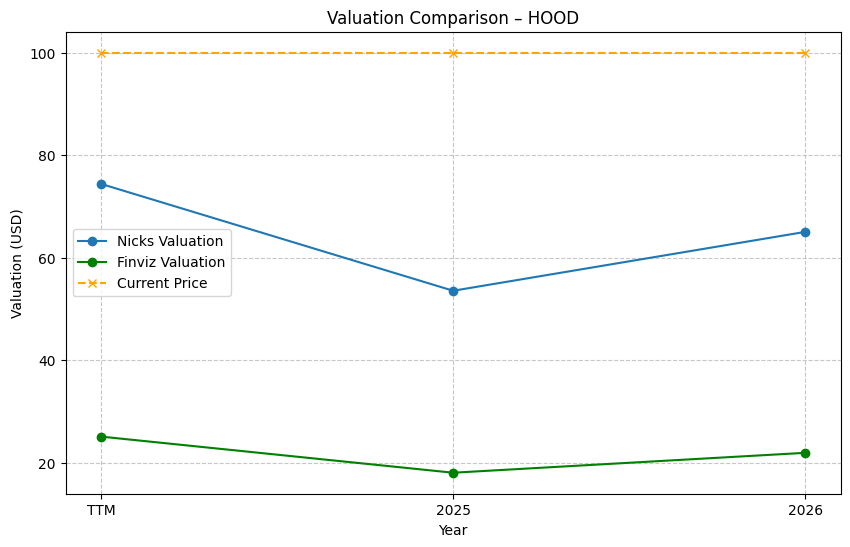 Valuation Comparison – HOOD
Valuation (USD)
100
80
60
40
20
Nicks Valuation
Finviz Valuation
Current Price
TTM
2025
2026
Year